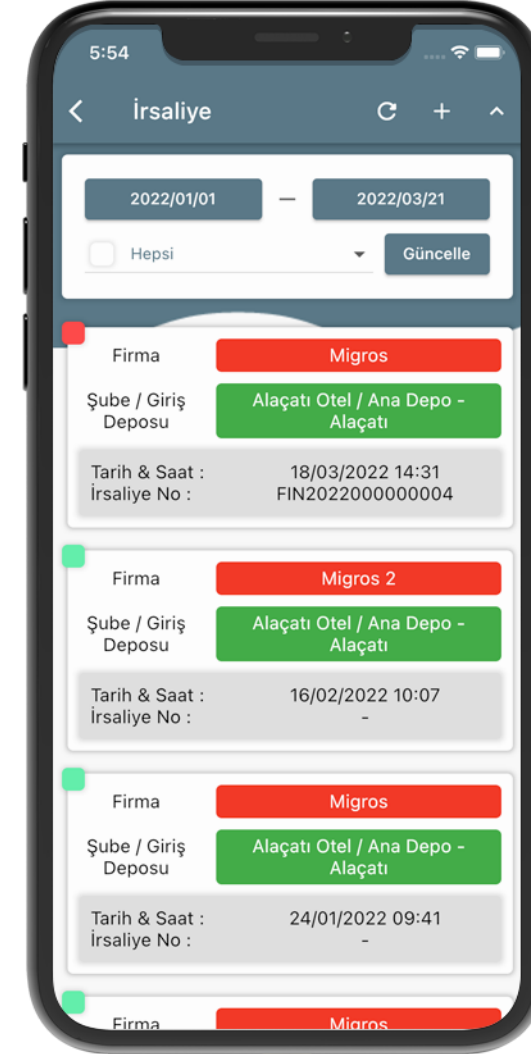 5:54
İrsaliye
2022/01/01 — 2022/03/21
Hepsi Güncelle
Firma Migros
Şube / Giriş Deposu Alaçatı Otel / Ana Depo -
Alaçatı
Tarih & Saat : 18/03/2022 14:31
İrsaliye No : FIN2022000000004
Firma Migros 2
Şube / Giriş Deposu Alaçatı Otel / Ana Depo -
Alaçatı
Tarih & Saat : 16/02/2022 10:07
İrsaliye No : -
Firma Migros
Şube / Giriş Deposu Alaçatı Otel / Ana Depo -
Alaçatı
Tarih & Saat : 24/01/2022 09:41
İrsaliye No : -
Firma Migros